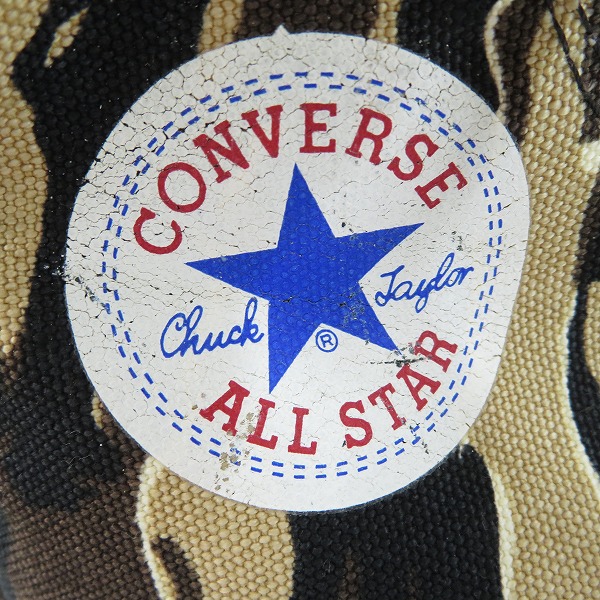 CONVERSE
Chuck Taylor
®
ALL STAR